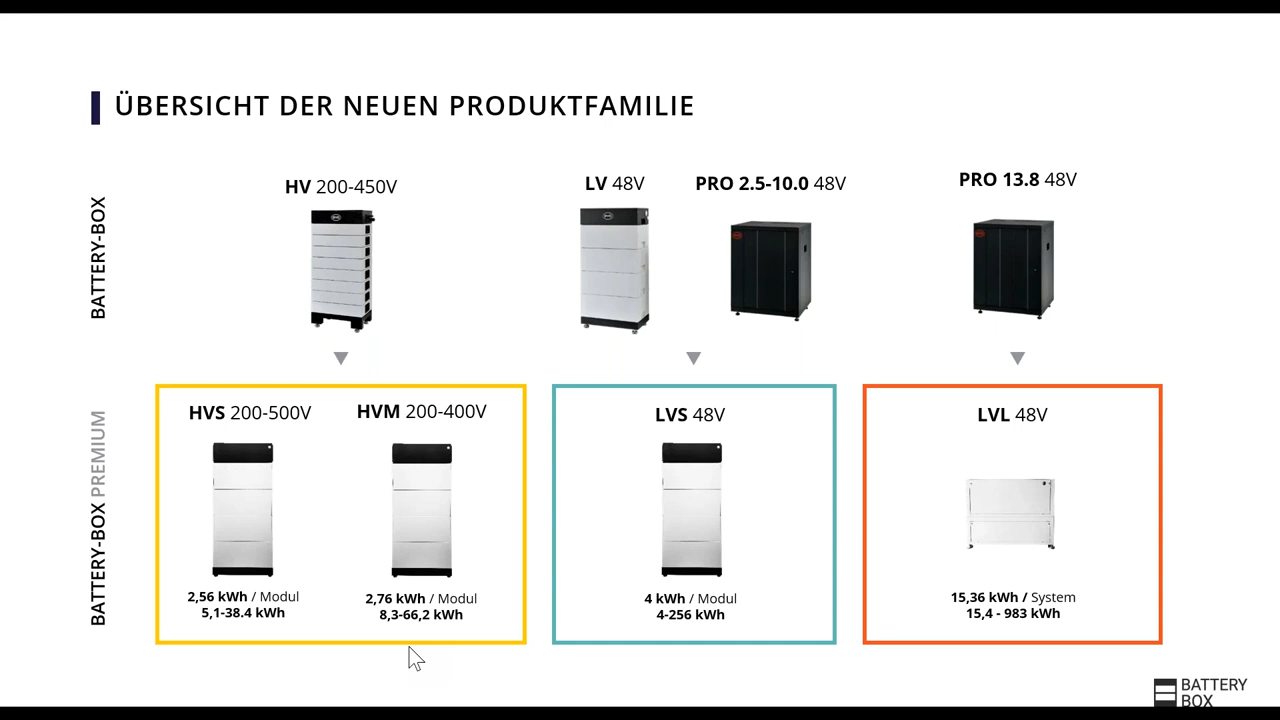 ÜBERSICHT DER NEUEN PRODUKTFAMILIE
BATTERY-BOX
HV 200-450V
LV 48V
PRO 2.5-10.0 48V
PRO 13.8 48V
BATTERY-BOX PREMIUM
HVS 200-500V
2,56 kWh / Modul
5,1-38.4 kWh
HVM 200-400V
2,76 kWh / Modul
8,3-66,2 kWh
LVS 48V
4 kWh / Modul
4-256 kWh
LVL 48V
15,36 kWh / System
15,4 - 983 kWh
BATTERY
BOX